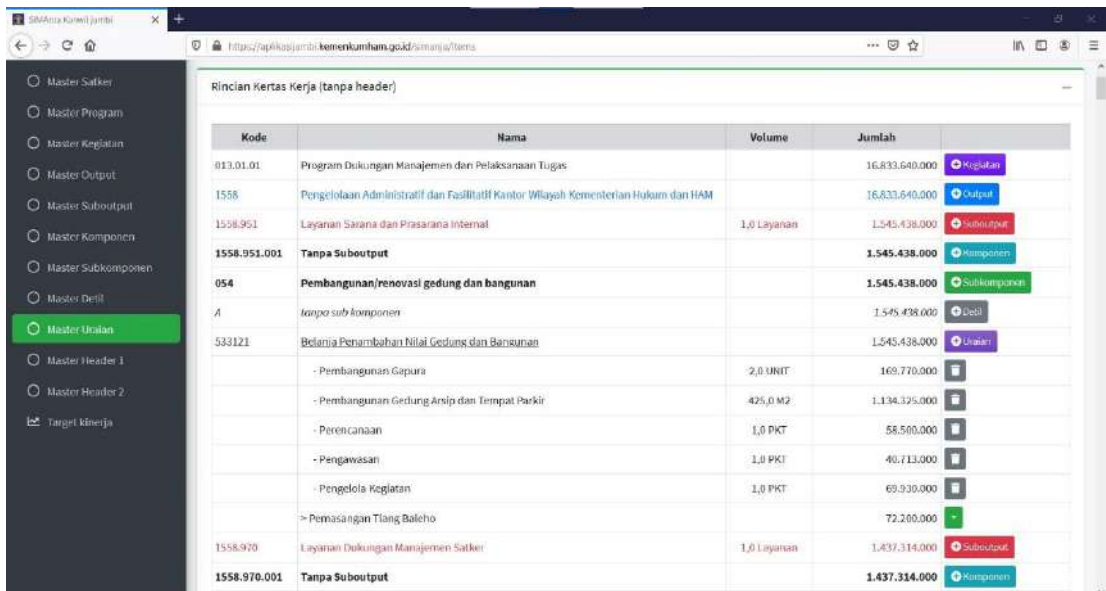 SIMAnja Kanwil Jambi
https://aplikasijambi.kemenkumham.go.id/simanja/items
Master Satker
Master Program
Master Kegiatan
Master Output
Master Suboutput
Master Komponen
Master Subkomponen
Master Detil
Master Uraian
Master Header 1
Master Header 2
Target kinerja
Rincian Kertas Kerja (tanpa header)
Kode Nama Volume Jumlah
013.01.01 Program Dukungan Manajemen dan Pelaksanaan Tugas 16.833.640.000 Kegiatan
1558 Pengelolaan Administratif dan Fasilitatif Kantor Wilayah Kementerian Hukum dan HAM 16.833.640.000 Output
1558.951 Layanan Sarana dan Prasarana Internal 1,0 Layanan 1.545.438.000 Suboutput
1558.951.001 Tanpa Suboutput 1.545.438.000 Komponen
054 Pembangunan/renovasi gedung dan bangunan 1.545.438.000 Subkomponen
A tanpa sub komponen 1.545.438.000 Detil
533121 Belanja Penambahan Nilai Gedung dan Bangunan 1.545.438.000 Uraian
- Pembangunan Gapura 2,0 UNIT 169.770.000
- Pembangunan Gedung Arsip dan Tempat Parkir 425,0 M2 1.134.325.000
- Perencanaan 1,0 PKT 58.500.000
- Pengawasan 1,0 PKT 40.713.000
- Pengelola Kegiatan 1,0 PKT 69.930.000
> Pemasangan Tiang Baleho 72.200.000
1558.970 Layanan Dukungan Manajemen Satker 1,0 Layanan 1.437.314.000 Suboutput
1558.970.001 Tanpa Suboutput 1.437.314.000 Komponen